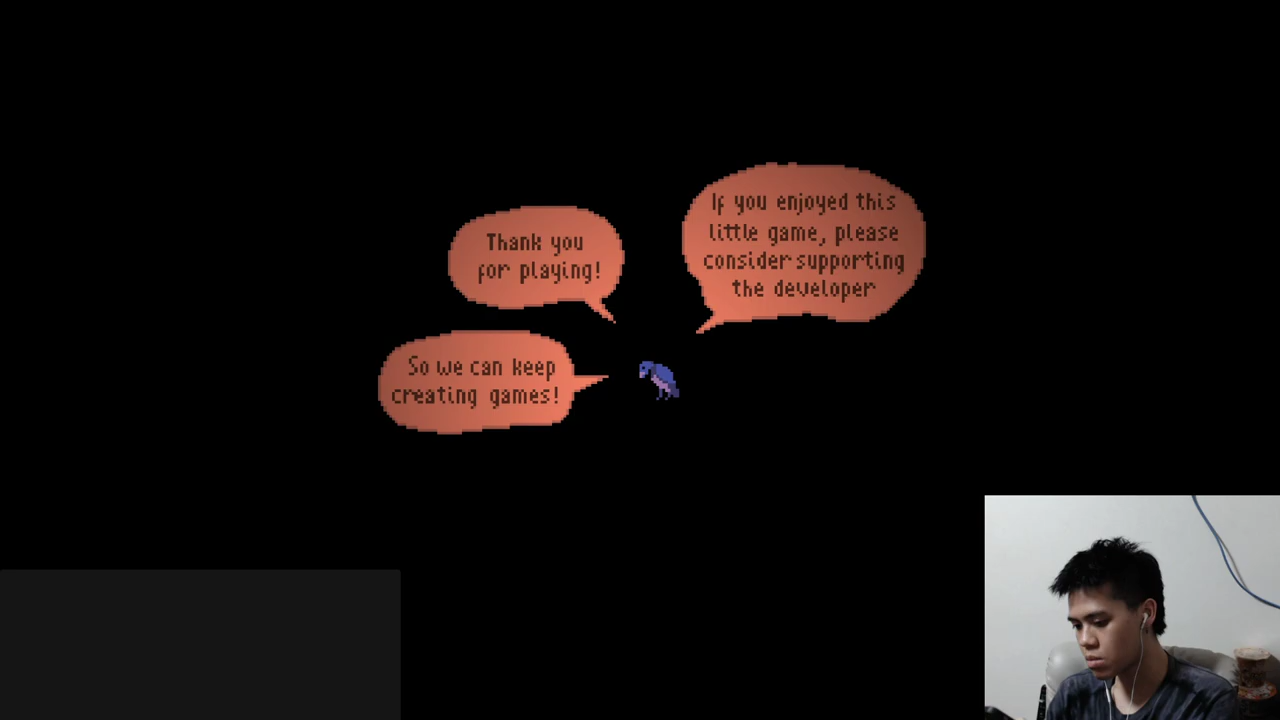 Thank you
for playing!
If you enjoyed this
little game, please
consider supporting
the developer
So we can keep
creating games!